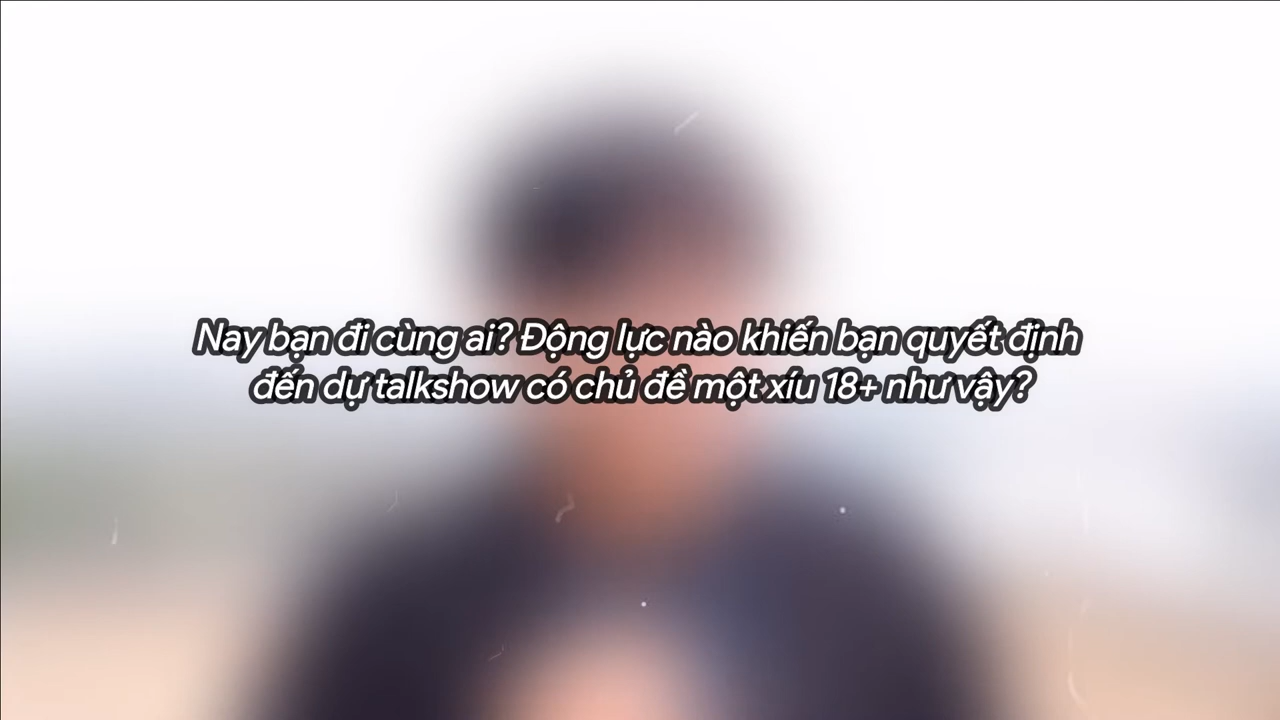 Nay bạn đi cùng ai? Động lực nào khiến bạn quyết định
đến dự talkshow có chủ đề một xíu 18+ như vậy?